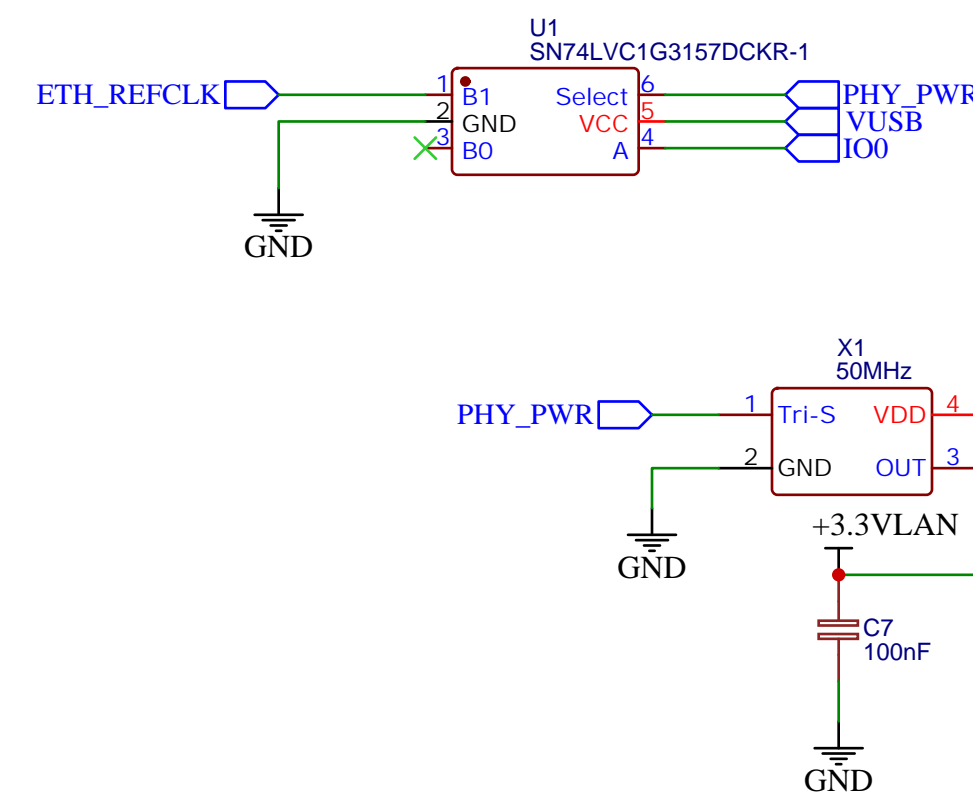 U1
SN74LVC1G3157DCKR-1
ETH_REFCLK 1 B1 Select 6 PHY_PWR
2 GND VCC 5 VUSB
3 B0 A 4 IO0
GND
X1
50MHz
PHY_PWR 1 Tri-S VDD 4
2 GND OUT 3
GND
+3.3VLAN
C7
100nF
GND